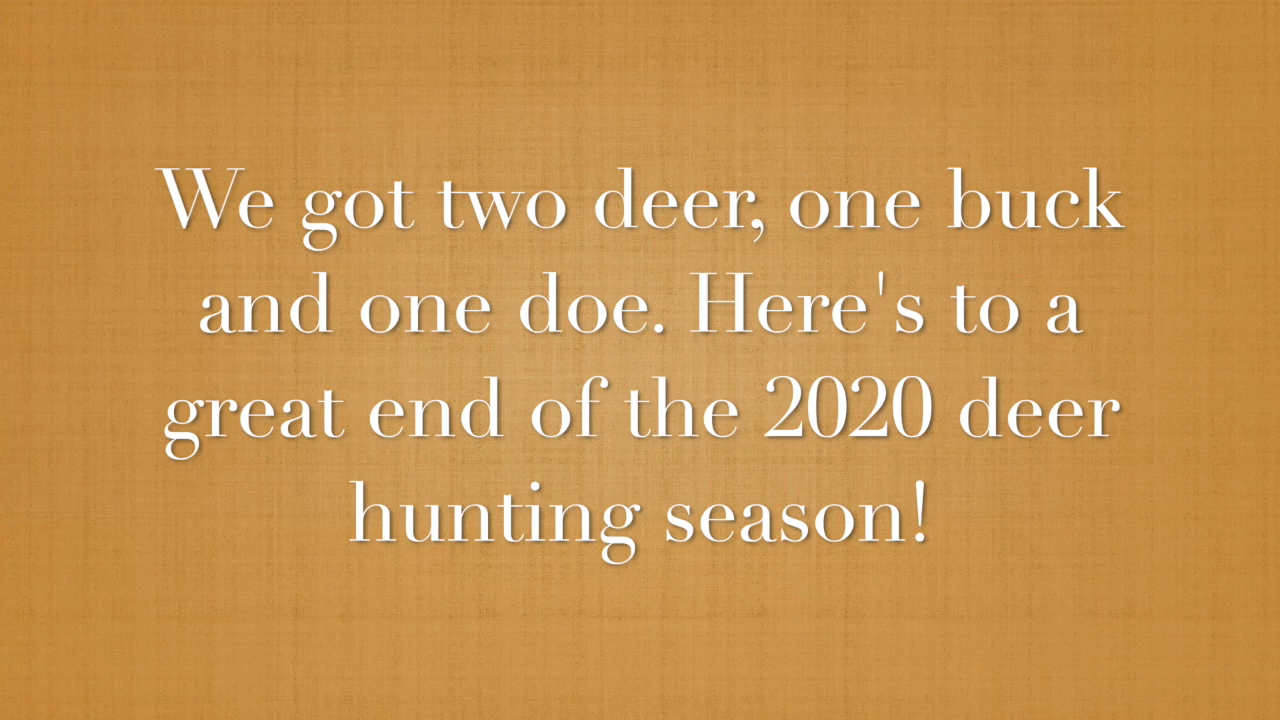 We got two deer, one buck
and one doe. Here's to a
great end of the 2020 deer
hunting season!